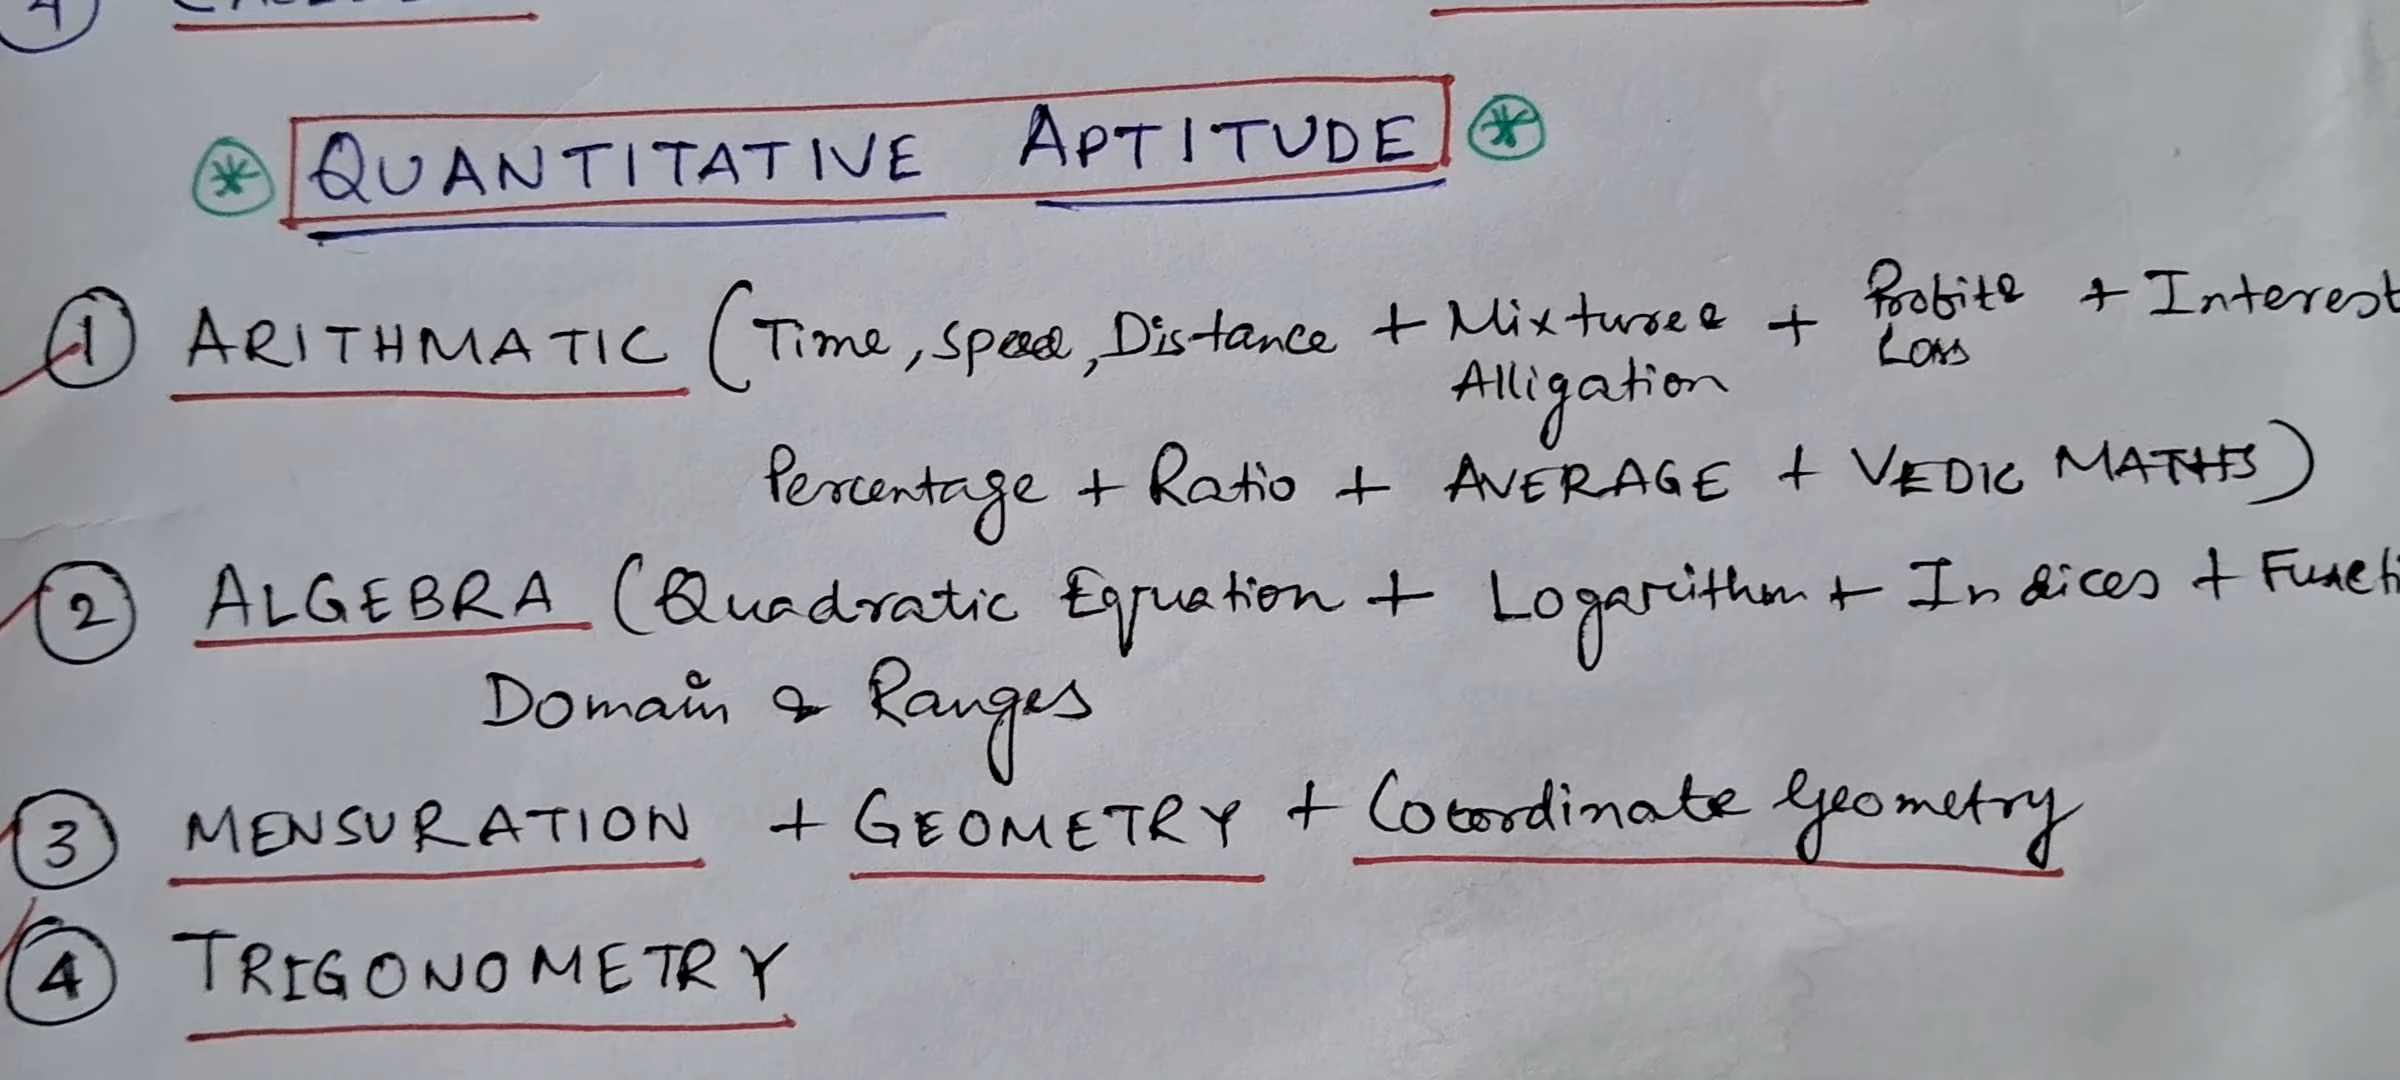 * QUANTITATIVE APTITUDE *
1 ARITHMATIC (Time, Speed, Distance + Mixture & Alligation + Profit & Loss + Interest
Percentage + Ratio + AVERAGE + VEDIC MATHS)
2 ALGEBRA (Quadratic Equation + Logarithm + Indices + Functi
Domain & Ranges
3 MENSURATION + GEOMETRY + Coordinate Geometry
4 TRIGONOMETRY